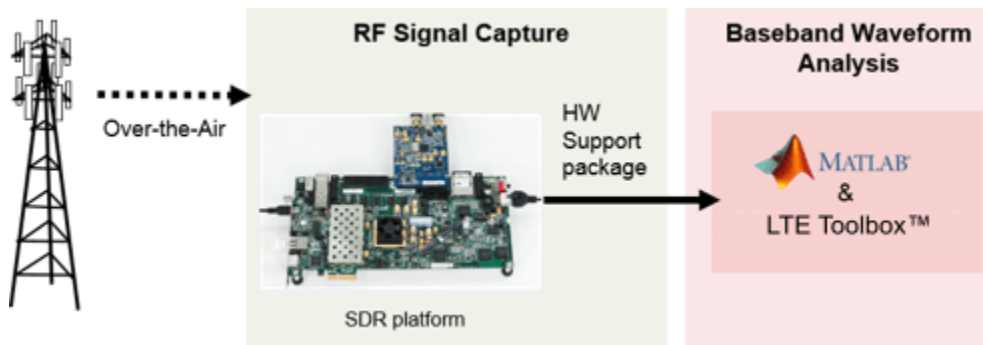 RF Signal Capture
Baseband Waveform
Analysis
Over-the-Air
HW
Support
package
MATLAB®
&
LTE Toolbox™
SDR platform